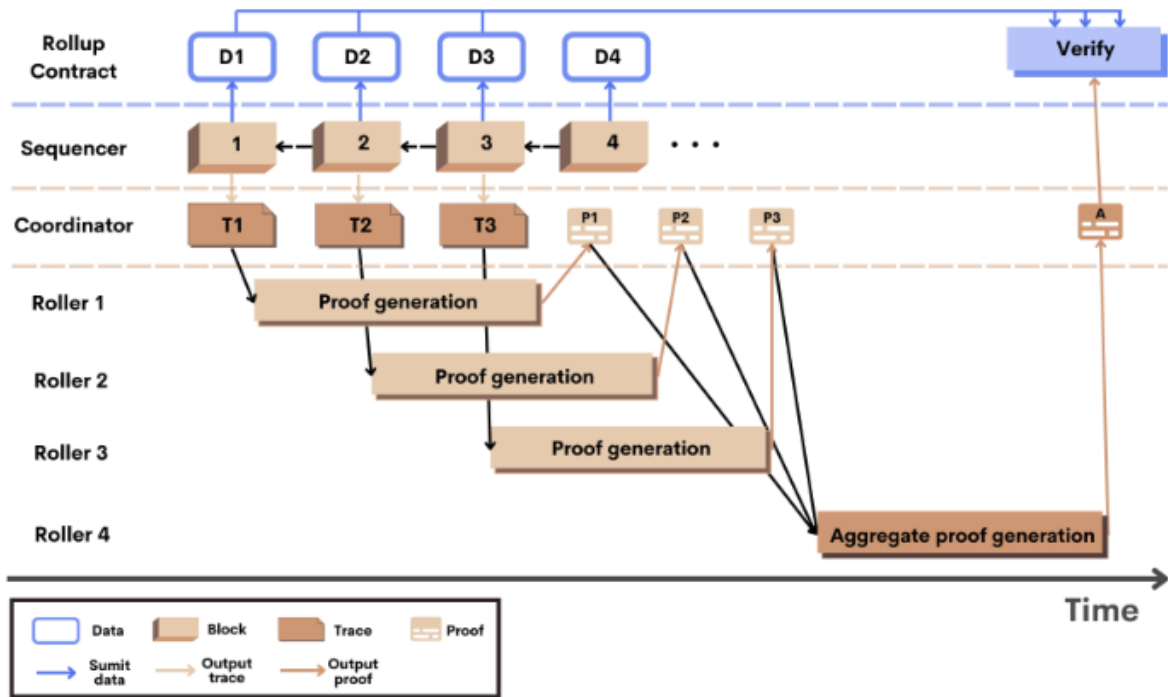 Rollup
Contract
D1
D2
D3
D4
Verify
Sequencer
1
2
3
4
. . .
Coordinator
T1
T2
T3
P1
P2
P3
A
Roller 1
Proof generation
Roller 2
Proof generation
Roller 3
Proof generation
Roller 4
Aggregate proof generation
Time
Data
Block
Trace
Proof
Sumit
data
Output
trace
Output
proof